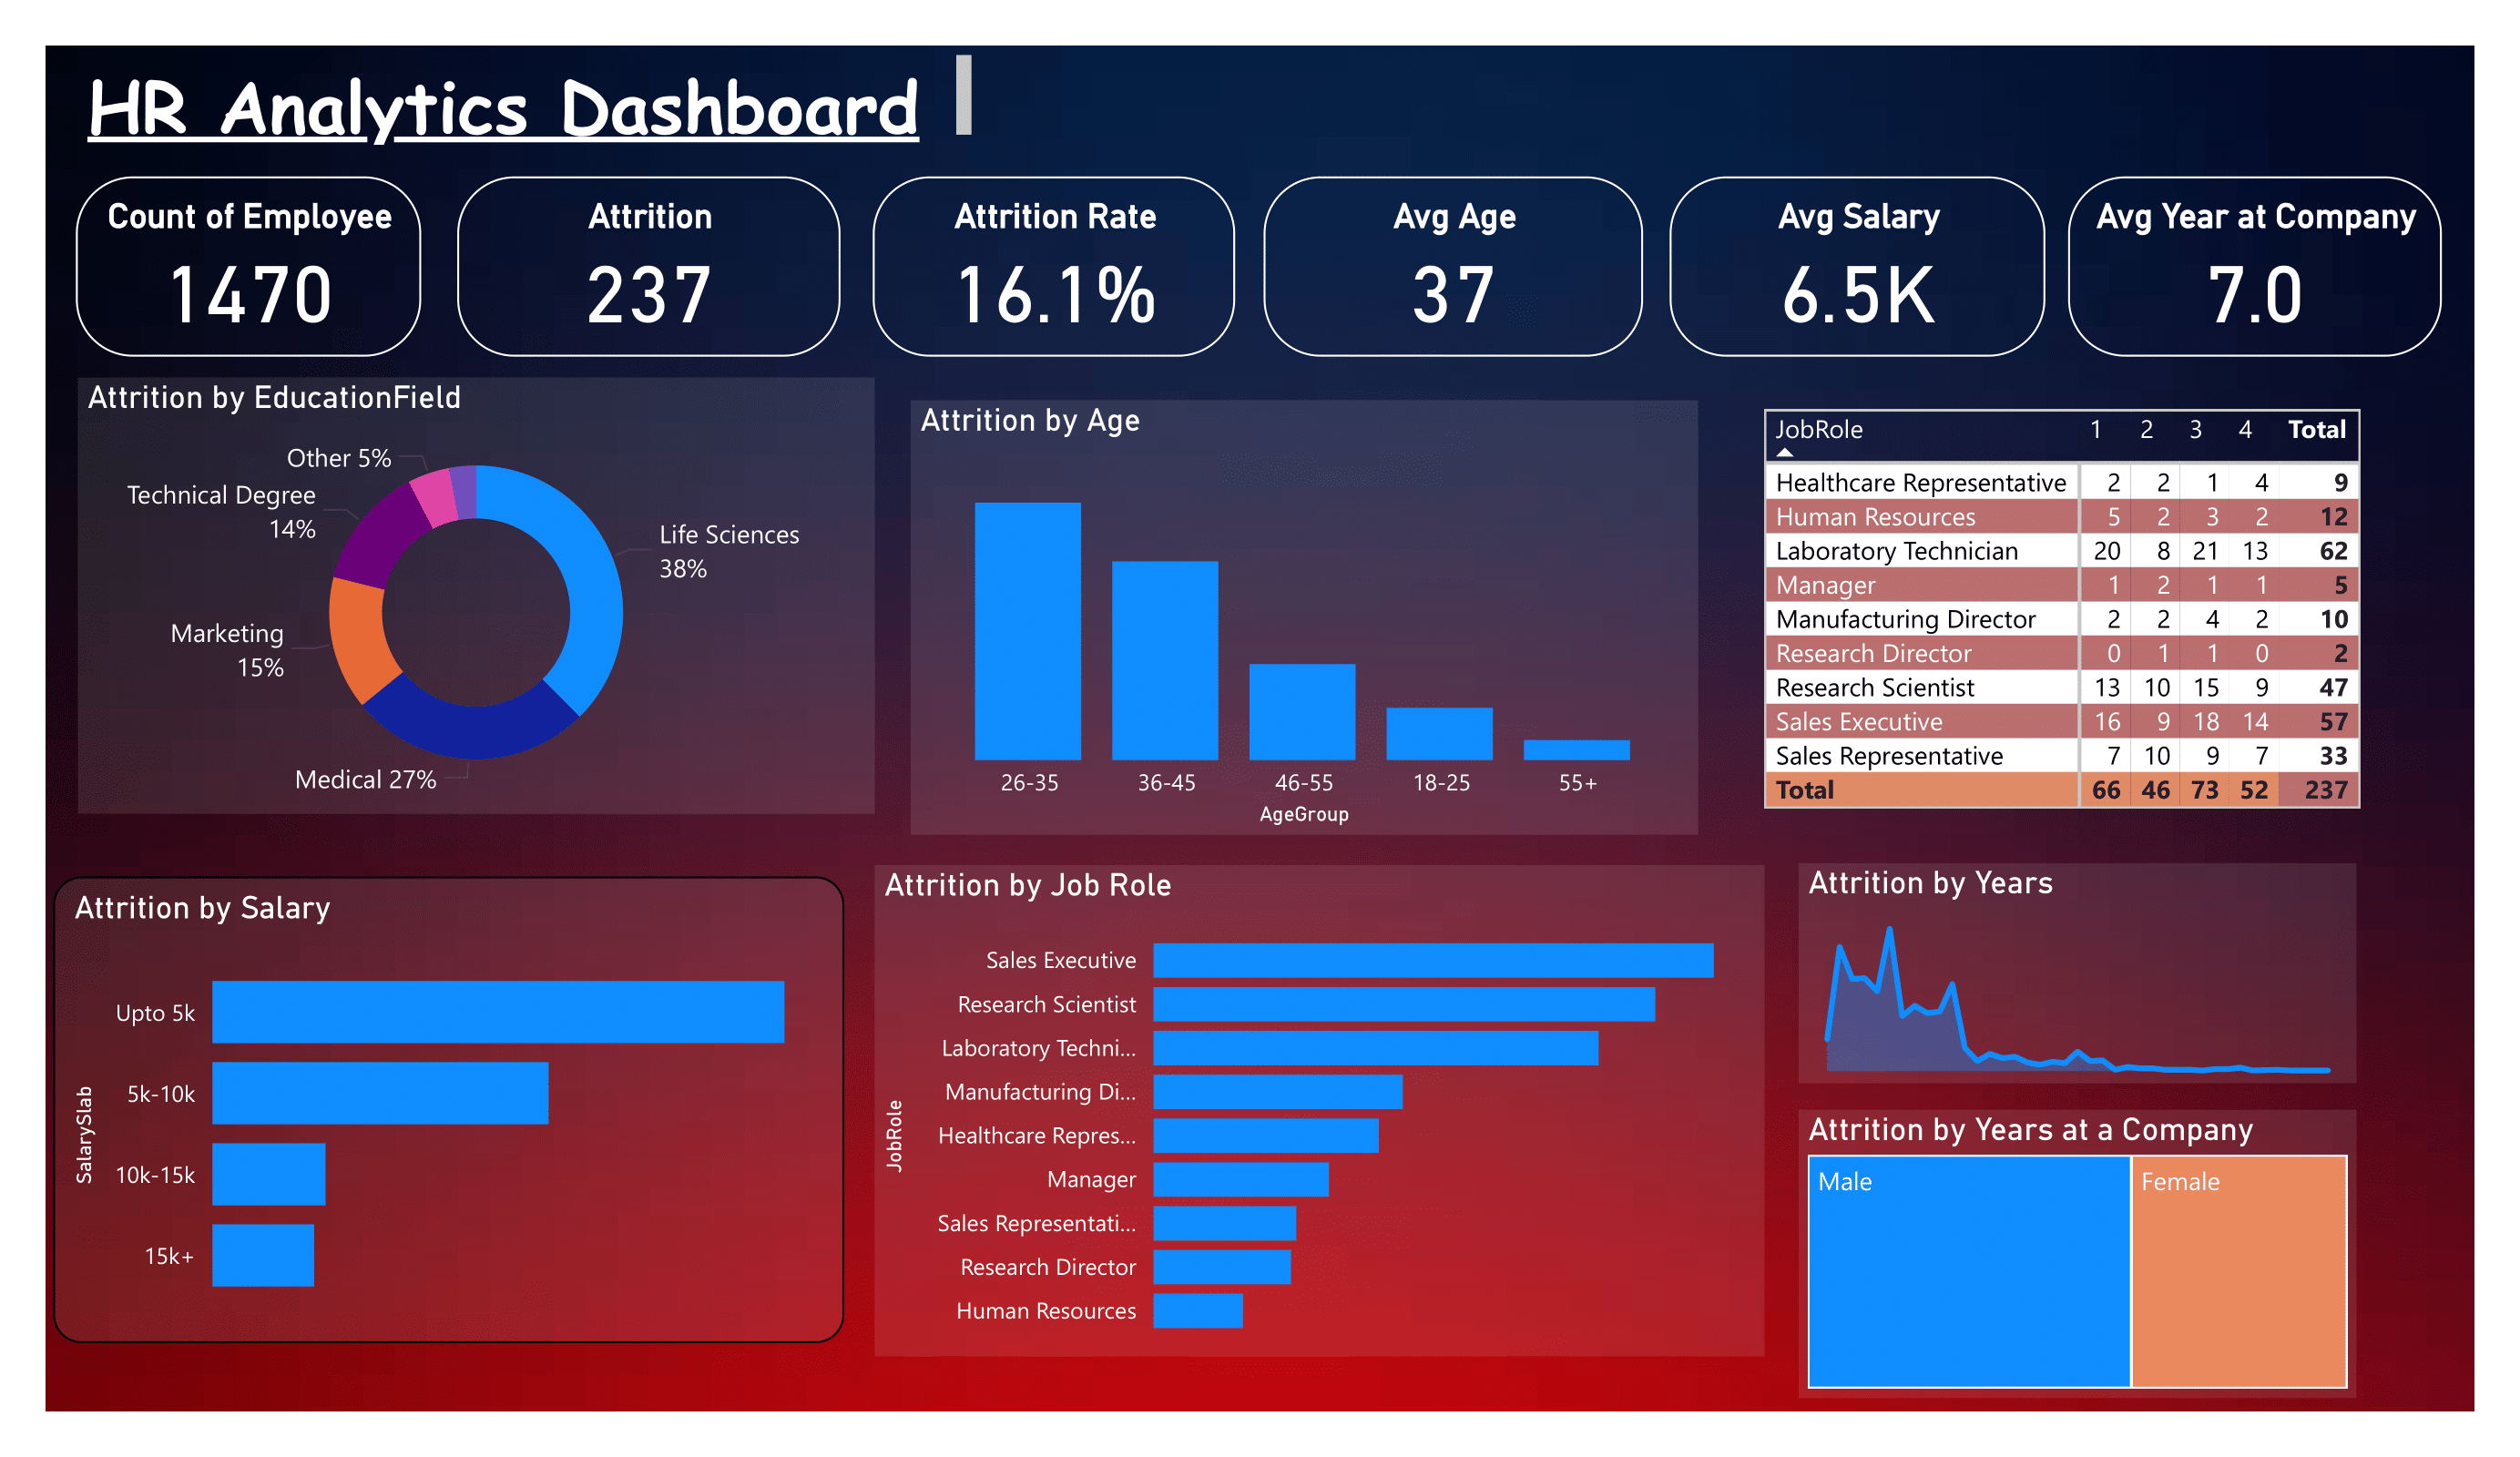 HR Analytics Dashboard
Count of Employee
1470
Attrition
237
Attrition Rate
16.1%
Avg Age
37
Avg Salary
6.5K
Avg Year at Company
7.0
Attrition by EducationField
Other 5%
Technical Degree
14%
Life Sciences
38%
Marketing
15%
Medical 27%
Attrition by Age
26-35 36-45 46-55 18-25 55+
AgeGroup
JobRole 1 2 3 4 Total
Healthcare Representative 2 2 1 4 9
Human Resources 5 2 3 2 12
Laboratory Technician 20 8 21 13 62
Manager 1 2 1 1 5
Manufacturing Director 2 2 4 2 10
Research Director 0 1 1 0 2
Research Scientist 13 10 15 9 47
Sales Executive 16 9 18 14 57
Sales Representative 7 10 9 7 33
Total 66 46 73 52 237
Attrition by Salary
SalarySlab
Upto 5k
5k-10k
10k-15k
15k+
Attrition by Job Role
JobRole
Sales Executive
Research Scientist
Laboratory Techni...
Manufacturing Di...
Healthcare Repres...
Manager
Sales Representati...
Research Director
Human Resources
Attrition by Years
Attrition by Years at a Company
Male
Female